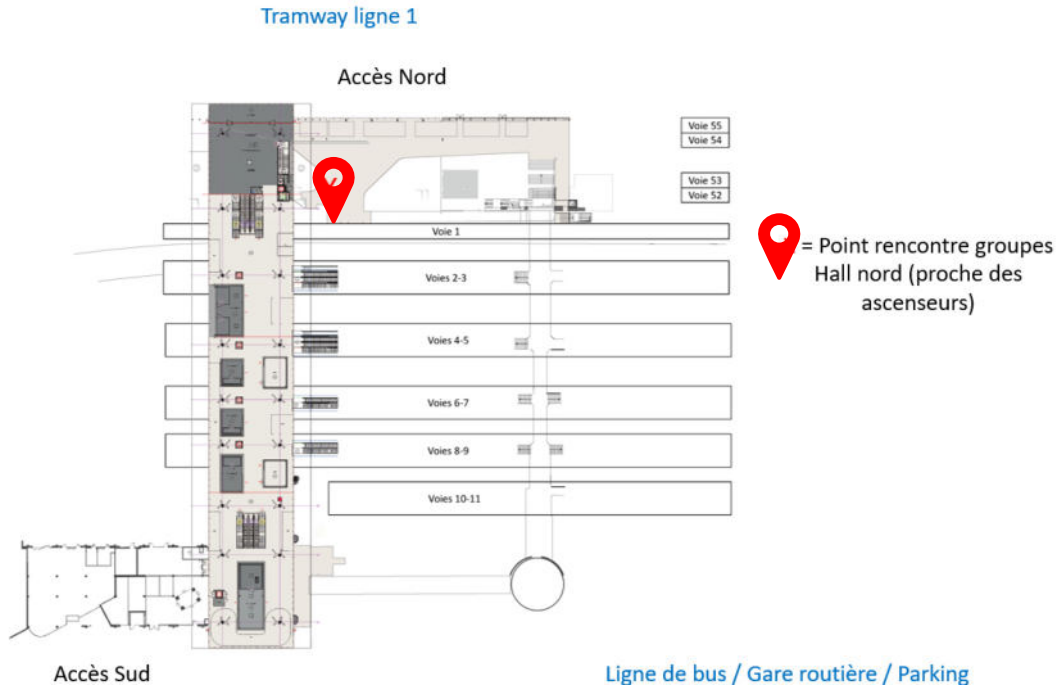 Tramway ligne 1
Accès Nord
Voie 55
Voie 54
Voie 53
Voie 52
Voie 1
= Point rencontre groupes
Hall nord (proche des
ascenseurs)
Voies 2-3
Voies 4-5
Voies 6-7
Voies 8-9
Voies 10-11
Accès Sud
Ligne de bus / Gare routière / Parking